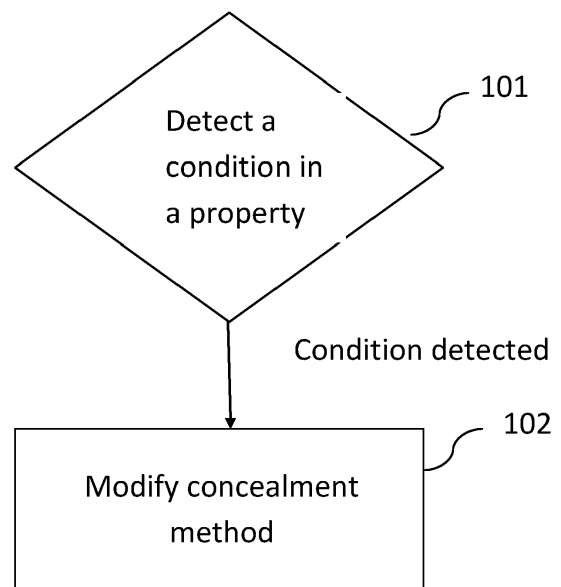 101
Detect a
condition in
a property
Condition detected
102
Modify concealment
method